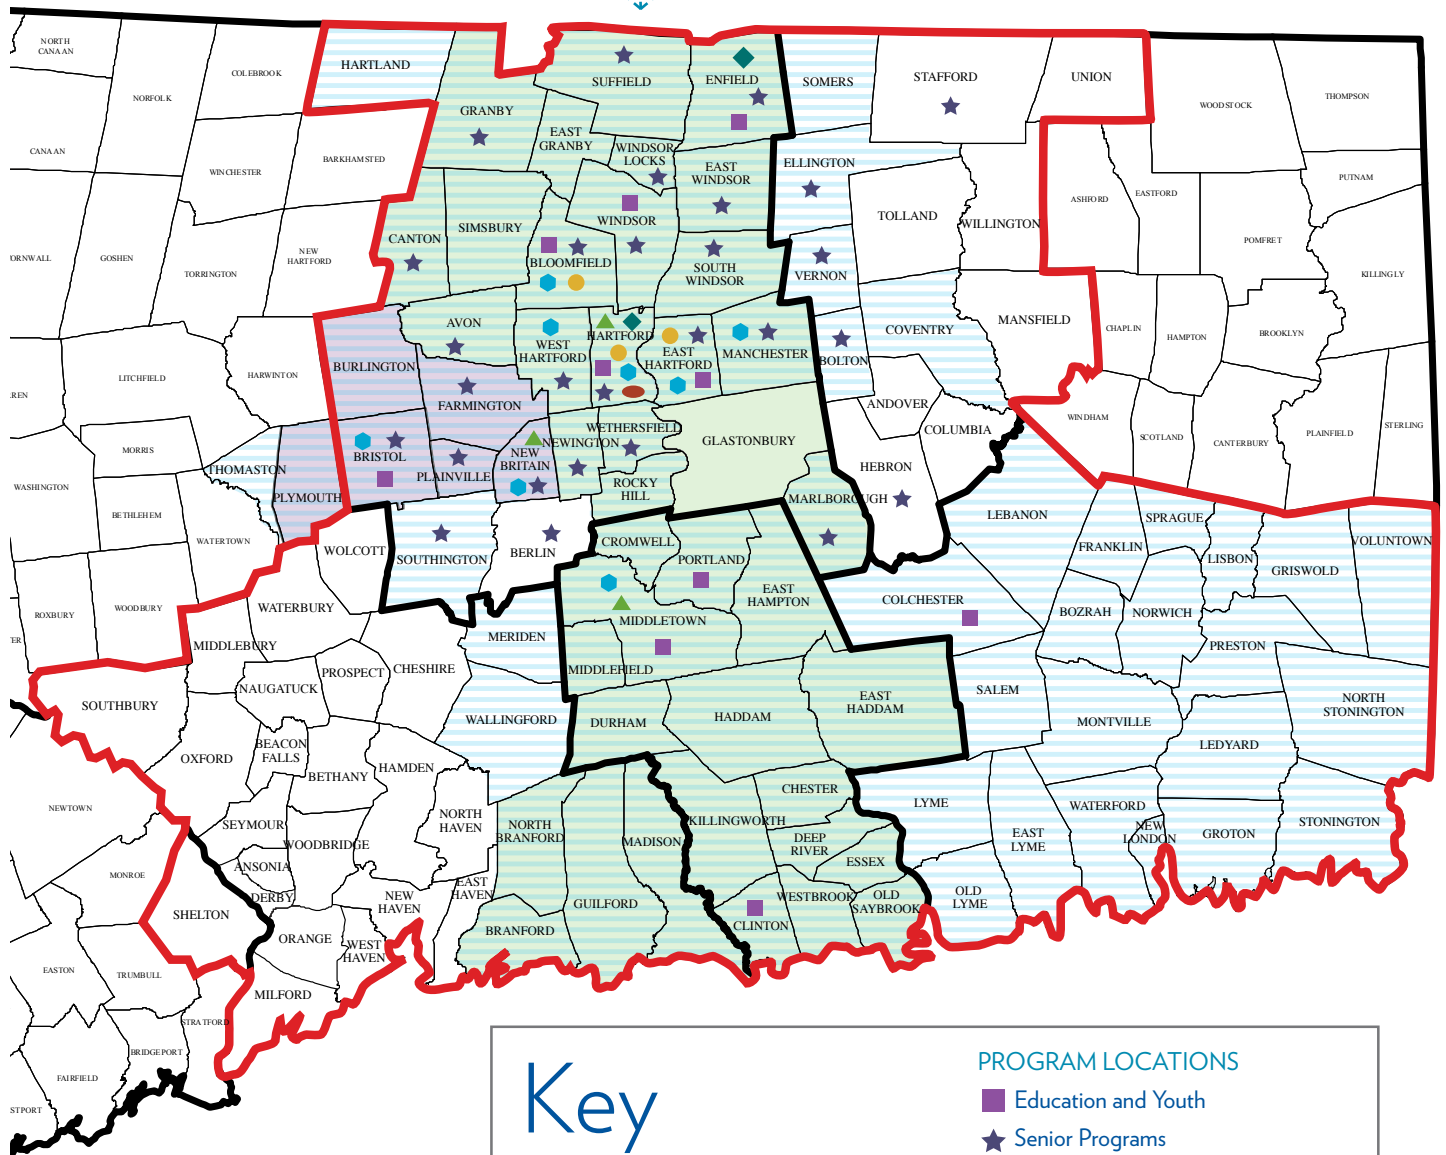 NORTH
CANAAN
COLEBROOK
NORFOLK
HARTLAND
SUFFIELD
ENFIELD
SOMERS
STAFFORD
UNION
WOODSTOCK
THOMPSON
GRANBY
EAST
GRANBY
WINDSOR
LOCKS
EAST
WINDSOR
ELLINGTON
CANAAN
WINCHESTER
BARKHAMSTED
PUTNAM
ASHFORD
EASTFORD
SIMSBURY
WINDSOR
TOLLAND
WILLINGTON
CANTON
BLOOMFIELD
SOUTH
WINDSOR
VERNON
POMFRET
KILLINGLY
ORNWALL
GOSHEN
TORRINGTON
NEW
HARTFORD
AVON
WEST
HARTFORD
HARTFORD
EAST
HARTFORD
MANCHESTER
BOLTON
COVENTRY
MANSFIELD
CHAPLIN
HAMPTON
BROOKLYN
LITCHFIELD
HARWINTON
BURLINGTON
FARMINGTON
REN
ANDOVER
COLUMBIA
WINDHAM
SCOTLAND
CANTERBURY
PLAINFIELD
STERLING
MORRIS
BRISTOL
PLAINVILLE
NEW
BRITAIN
NEWINGTON
WETHERSFIELD
GLASTONBURY
HEBRON
THOMASTON
PLYMOUTH
ROCKY
HILL
MARLBOROUGH
WASHINGTON
BETHLEHEM
WATERTOWN
WOLCOTT
SOUTHINGTON
BERLIN
CROMWELL
PORTLAND
EAST
HAMPTON
LEBANON
SPRAGUE
FRANKLIN
LISBON
GRISWOLD
VOLUNTOWN
ROXBURY
WOODBURY
WATERBURY
MIDDLETOWN
COLCHESTER
BOZRAH
NORWICH
PRESTON
TER
MIDDLEBURY
MERIDEN
MIDDLEFIELD
SOUTHBURY
NAUGATUCK
PROSPECT
CHESHIRE
WALLINGFORD
DURHAM
HADDAM
EAST
HADDAM
SALEM
MONTVILLE
NORTH
STONINGTON
LEDYARD
OXFORD
BEACON
FALLS
BETHANY
HAMDEN
CHESTER
NEWTOWN
SEYMOUR
WOODBRIDGE
NORTH
HAVEN
NORTH
BRANFORD
MADISON
KILLINGWORTH
DEEP
RIVER
ESSEX
LYME
EAST
LYME
WATERFORD
NEW
LONDON
GROTON
STONINGTON
MONROE
ANSONIA
DERBY
SHELTON
NEW
HAVEN
EAST
HAVEN
BRANFORD
GUILFORD
CLINTON
WESTBROOK
OLD
SAYBROOK
OLD
LYME
ORANGE
WEST
HAVEN
EASTON
TRUMBULL
MILFORD
STRATFORD
BRIDGEPORT
FAIRFIELD
STPORT
Key
PROGRAM LOCATIONS
Education and Youth
Senior Programs